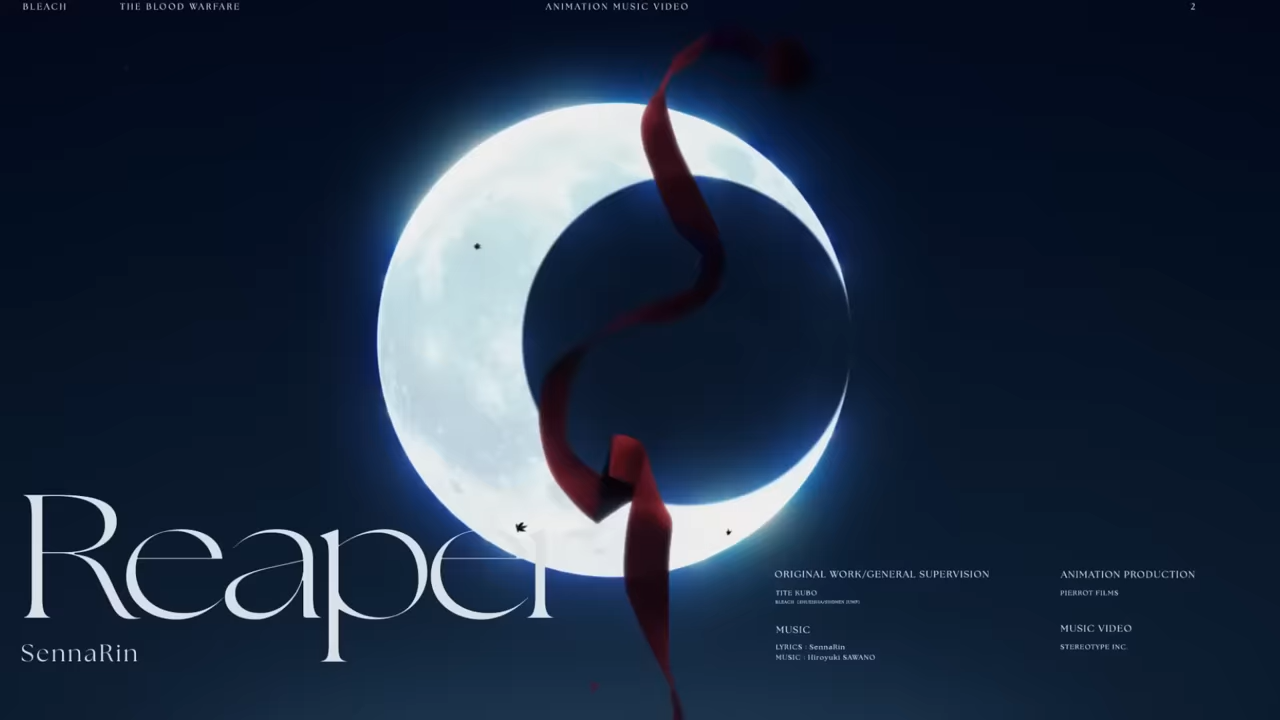 BLEACH THE BLOOD WARFARE ANIMATION MUSIC VIDEO 2
Reaper
SennaRin
ORIGINAL WORK/GENERAL SUPERVISION
TITE KUBO
BLEACH
MUSIC
LYRICS : SennaRin
MUSIC : Hiroyuki SAWANO
ANIMATION PRODUCTION
PIERROT FILMS
MUSIC VIDEO
STEREOTYPE INC.